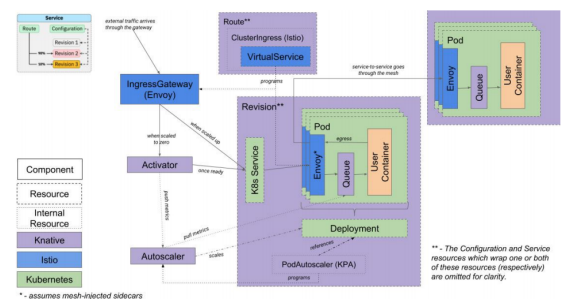 Service
Route
Configuration
Revision 1
90%
Revision 2
10%
Revision 3
external traffic arrives
through the gateway
Route**
ClusterIngress (Istio)
VirtualService
programs
IngressGateway
(Envoy)
when scaled
to zero
when scaled up
Activator
once ready
push metrics
pull metrics
Autoscaler
scales
Revision**
K8s Service
Pod
Envoy*
egress
Queue
User
Container
Deployment
references
PodAutoscaler (KPA)
programs
service-to-service goes
through the mesh
Pod
Envoy
Queue
User
Container
Component
Resource
Internal
Resource
Knative
Istio
Kubernetes
* - assumes mesh-injected sidecars
** - The Configuration and Service
resources which wrap one or both
of these resources (respectively)
are omitted for clarity.